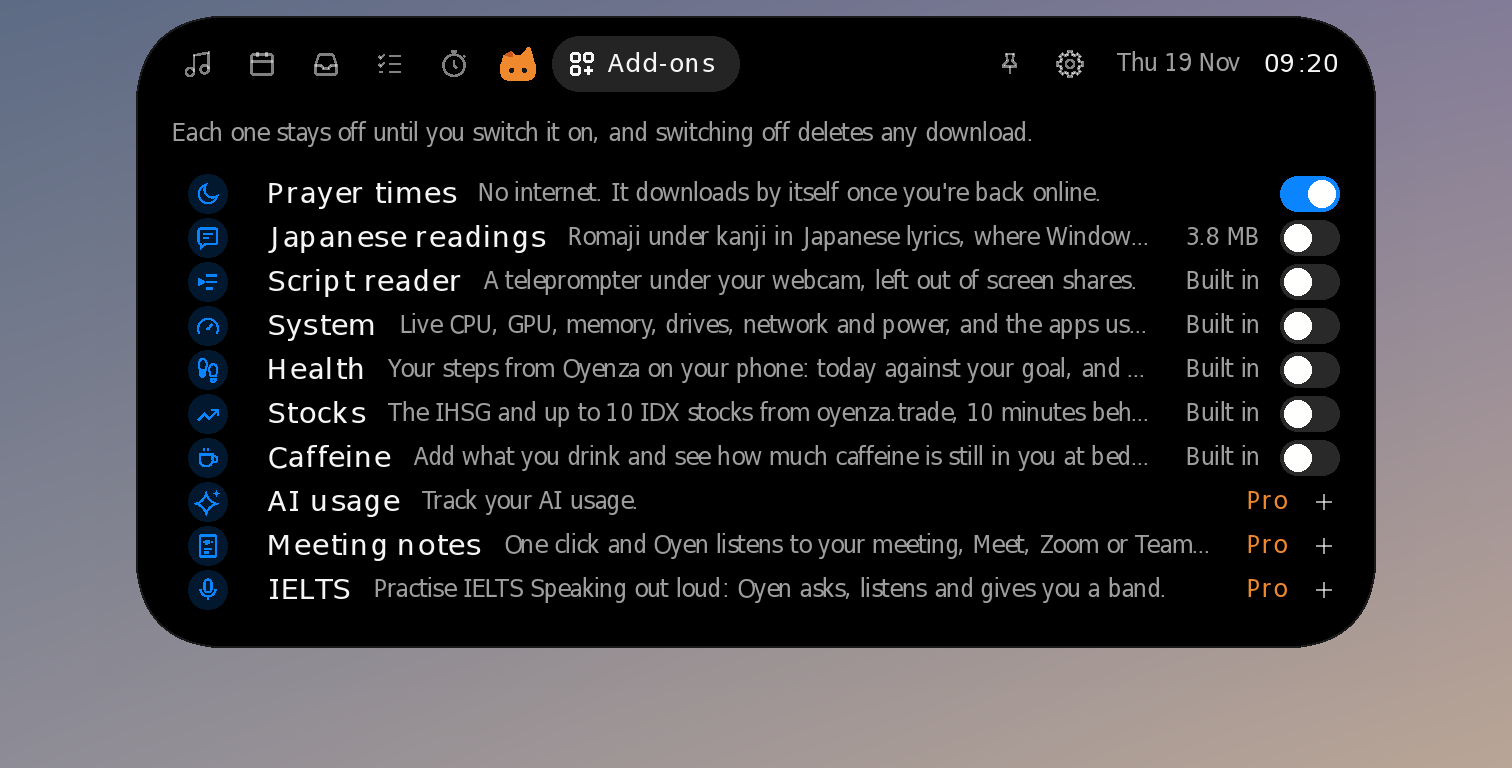 Add-ons Thu 19 Nov 09:20
Each one stays off until you switch it on, and switching off deletes any download.
Prayer times No internet. It downloads by itself once you're back online.
Japanese readings Romaji under kanji in Japanese lyrics, where Window... 3.8 MB
Script reader A teleprompter under your webcam, left out of screen shares. Built in
System Live CPU, GPU, memory, drives, network and power, and the apps us... Built in
Health Your steps from Oyenza on your phone: today against your goal, and ... Built in
Stocks The IHSG and up to 10 IDX stocks from oyenza.trade, 10 minutes beh... Built in
Caffeine Add what you drink and see how much caffeine is still in you at bed... Built in
AI usage Track your AI usage. Pro +
Meeting notes One click and Oyen listens to your meeting, Meet, Zoom or Team... Pro +
IELTS Practise IELTS Speaking out loud: Oyen asks, listens and gives you a band. Pro +